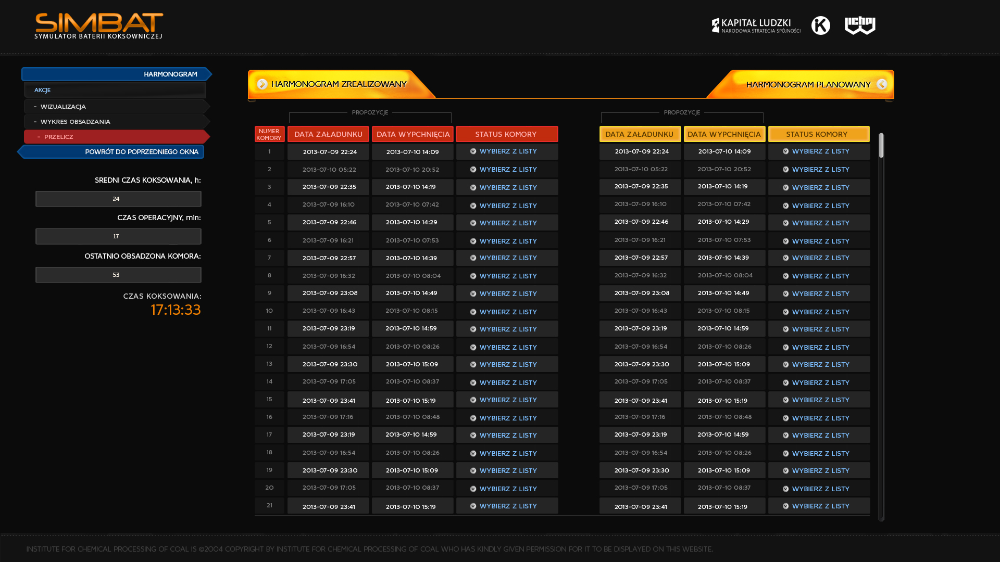 SIMBAT
SYMULATOR BATERII KOKSOWNICZEJ
KAPITAŁ LUDZKI
NARODOWA STRATEGIA SPÓJNOŚCI
iK
ichpw
HARMONOGRAM
AKCJE
- WIZUALIZACJA
- WYKRES OBSADZANIA
- PRZELICZ
POWRÓT DO POPRZEDNIEGO OKNA
SREDNI CZAS KOKSOWANIA, h:
24
CZAS OPERACYJNY, min:
17
OSTATNIO OBSADZONA KOMORA:
53
CZAS KOKSOWANIA:
17:13:33
HARMONOGRAM ZREALIZOWANY HARMONOGRAM PLANOWANY
PROPOZYCJE PROPOZYCJE
NUMER KOMORY DATA ZAŁADUNKU DATA WYPCHNIĘCIA STATUS KOMORY DATA ZAŁADUNKU DATA WYPCHNIĘCIA STATUS KOMORY
1 2013-07-09 22:24 2013-07-10 14:09 WYBIERZ Z LISTY 2013-07-09 22:24 2013-07-10 14:09 WYBIERZ Z LISTY
2 2013-07-10 05:22 2013-07-10 20:52 WYBIERZ Z LISTY 2013-07-10 05:22 2013-07-10 20:52 WYBIERZ Z LISTY
3 2013-07-09 22:35 2013-07-10 14:19 WYBIERZ Z LISTY 2013-07-09 22:35 2013-07-10 14:19 WYBIERZ Z LISTY
4 2013-07-09 16:10 2013-07-10 07:42 WYBIERZ Z LISTY 2013-07-09 16:10 2013-07-10 07:42 WYBIERZ Z LISTY
5 2013-07-09 22:46 2013-07-10 14:29 WYBIERZ Z LISTY 2013-07-09 22:46 2013-07-10 14:29 WYBIERZ Z LISTY
6 2013-07-09 16:21 2013-07-10 07:53 WYBIERZ Z LISTY 2013-07-09 16:21 2013-07-10 07:53 WYBIERZ Z LISTY
7 2013-07-09 22:57 2013-07-10 14:39 WYBIERZ Z LISTY 2013-07-09 22:57 2013-07-10 14:39 WYBIERZ Z LISTY
8 2013-07-09 16:32 2013-07-10 08:04 WYBIERZ Z LISTY 2013-07-09 16:32 2013-07-10 08:04 WYBIERZ Z LISTY
9 2013-07-09 23:08 2013-07-10 14:49 WYBIERZ Z LISTY 2013-07-09 23:08 2013-07-10 14:49 WYBIERZ Z LISTY
10 2013-07-09 16:43 2013-07-10 08:15 WYBIERZ Z LISTY 2013-07-09 16:43 2013-07-10 08:15 WYBIERZ Z LISTY
11 2013-07-09 23:19 2013-07-10 14:59 WYBIERZ Z LISTY 2013-07-09 23:19 2013-07-10 14:59 WYBIERZ Z LISTY
12 2013-07-09 16:54 2013-07-10 08:26 WYBIERZ Z LISTY 2013-07-09 16:54 2013-07-10 08:26 WYBIERZ Z LISTY
13 2013-07-09 23:30 2013-07-10 15:09 WYBIERZ Z LISTY 2013-07-09 23:30 2013-07-10 15:09 WYBIERZ Z LISTY
14 2013-07-09 17:05 2013-07-10 08:37 WYBIERZ Z LISTY 2013-07-09 17:05 2013-07-10 08:37 WYBIERZ Z LISTY
15 2013-07-09 23:41 2013-07-10 15:19 WYBIERZ Z LISTY 2013-07-09 23:41 2013-07-10 15:19 WYBIERZ Z LISTY
16 2013-07-09 17:16 2013-07-10 08:48 WYBIERZ Z LISTY 2013-07-09 17:16 2013-07-10 08:48 WYBIERZ Z LISTY
17 2013-07-09 23:19 2013-07-10 14:59 WYBIERZ Z LISTY 2013-07-09 23:19 2013-07-10 14:59 WYBIERZ Z LISTY
18 2013-07-09 16:54 2013-07-10 08:26 WYBIERZ Z LISTY 2013-07-09 16:54 2013-07-10 08:26 WYBIERZ Z LISTY
19 2013-07-09 23:30 2013-07-10 15:09 WYBIERZ Z LISTY 2013-07-09 23:30 2013-07-10 15:09 WYBIERZ Z LISTY
20 2013-07-09 17:05 2013-07-10 08:37 WYBIERZ Z LISTY 2013-07-09 17:05 2013-07-10 08:37 WYBIERZ Z LISTY
21 2013-07-09 23:41 2013-07-10 15:19 WYBIERZ Z LISTY 2013-07-09 23:41 2013-07-10 15:19 WYBIERZ Z LISTY
INSTITUTE FOR CHEMICAL PROCESSING OF COAL IS ©2004 COPYRIGHT BY INSTITUTE FOR CHEMICAL PROCESSING OF COAL WHO HAS KINDLY GIVEN PERMISSION FOR IT TO BE DISPLAYED ON THIS WEBSITE.